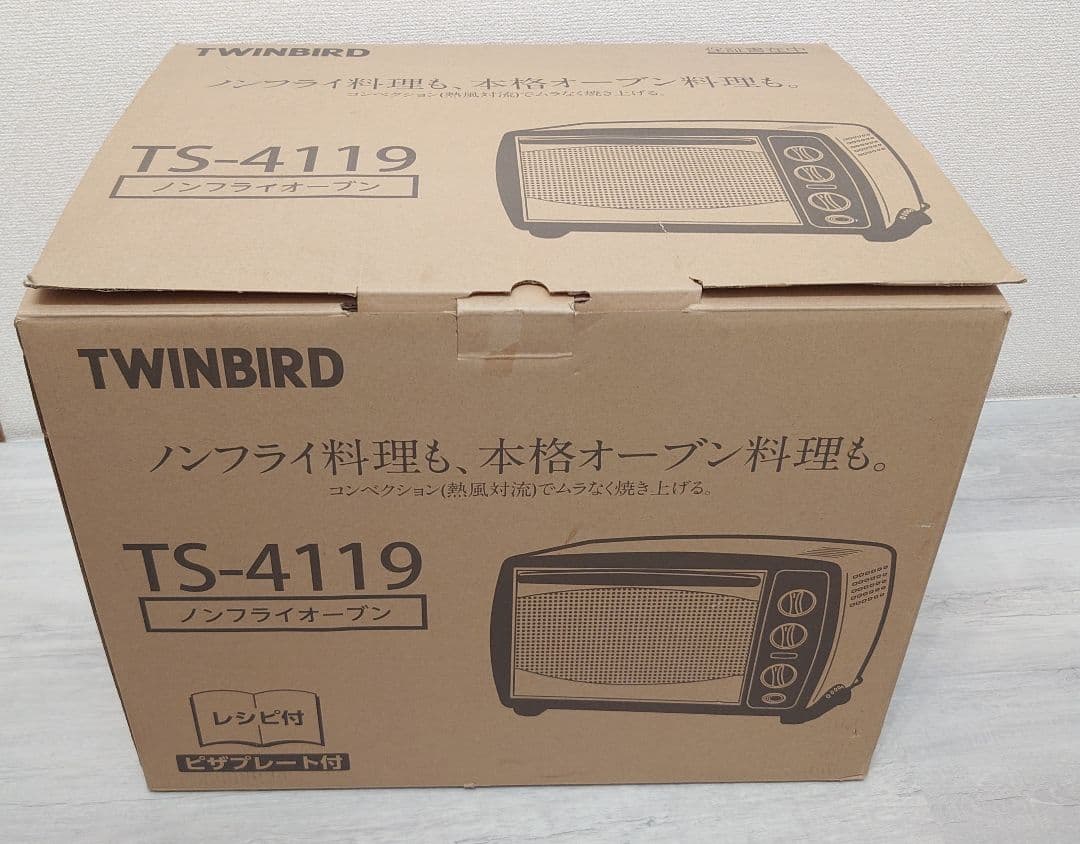 TWINBIRD
保証書在中
ノンフライ料理も、本格オーブン料理も。
コンベクション(熱風対流)でムラなく焼き上げる。
TS-4119
ノンフライオーブン
TWINBIRD
ノンフライ料理も、本格オーブン料理も。
コンベクション(熱風対流)でムラなく焼き上げる。
TS-4119
ノンフライオーブン
レシピ付
ピザプレート付